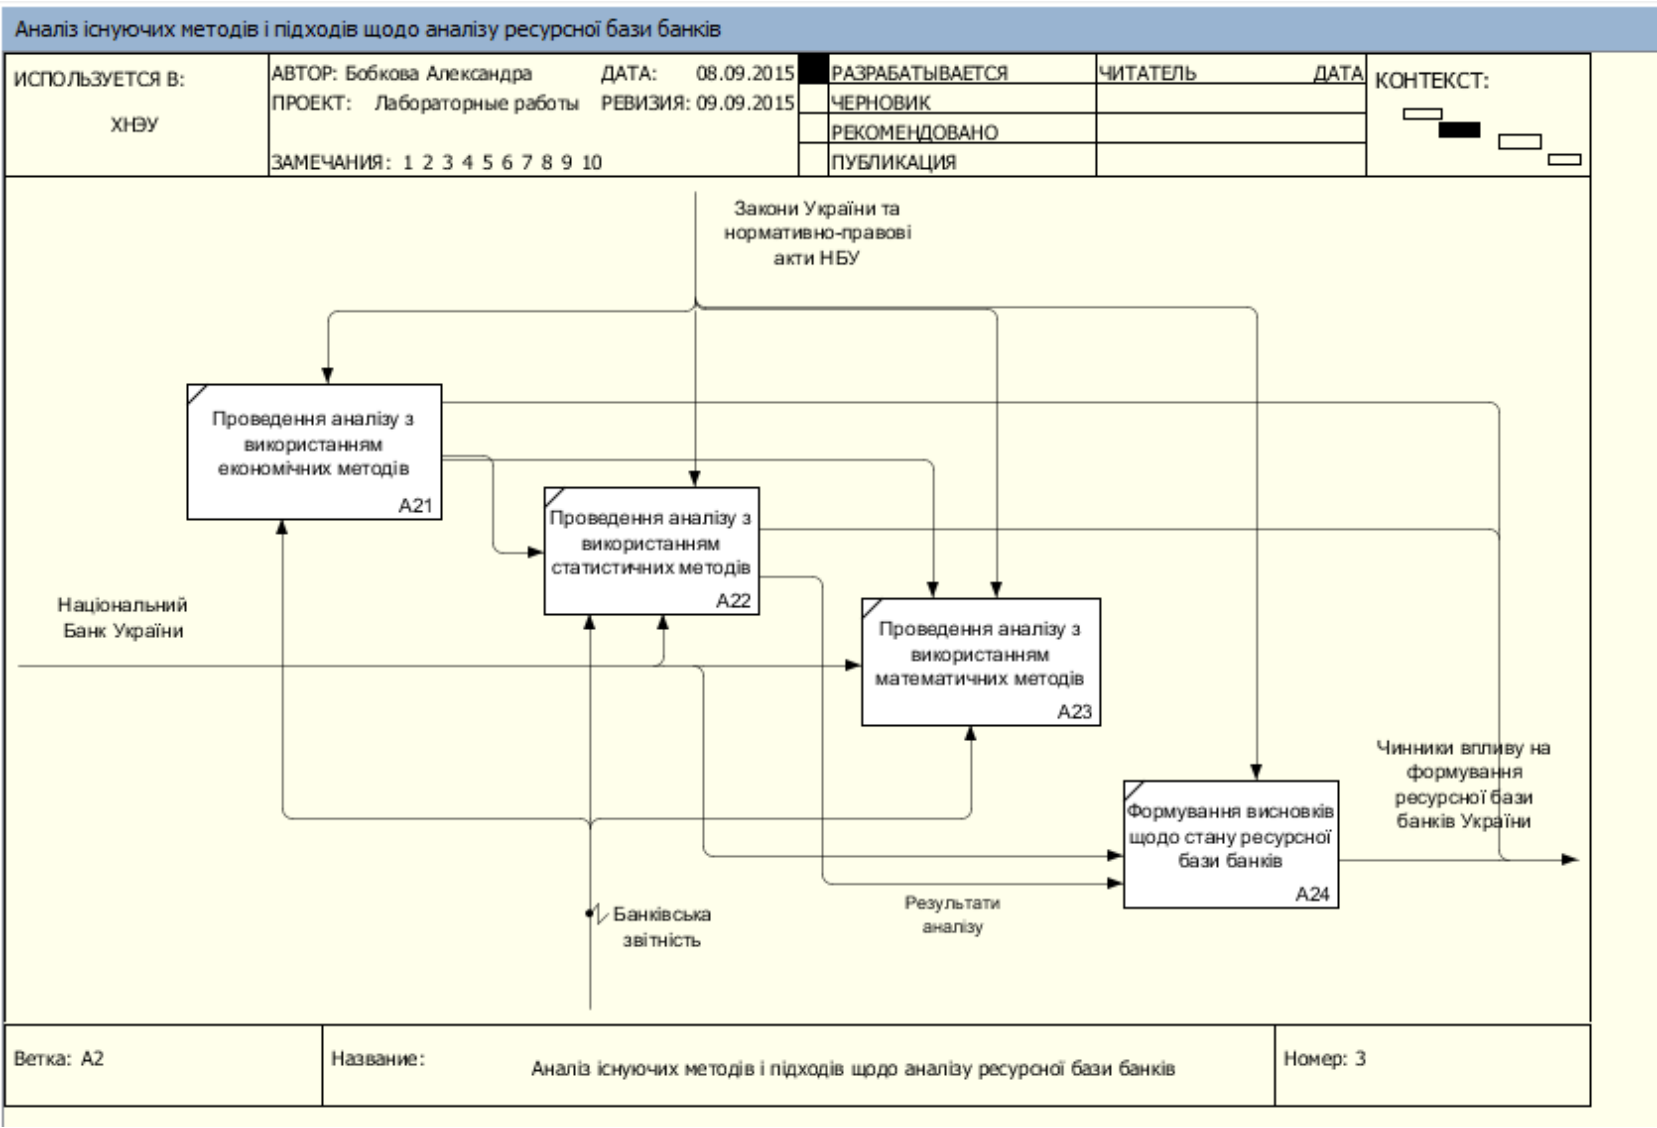 Аналіз існуючих методів і підходів щодо аналізу ресурсної бази банків
ИСПОЛЬЗУЕТСЯ В:
ХНЭУ
АВТОР: Бобкова Александра
ДАТА: 08.09.2015
ПРОЕКТ: Лабораторные работы
РЕВИЗИЯ: 09.09.2015
ЗАМЕЧАНИЯ: 1 2 3 4 5 6 7 8 9 10
РАЗРАБАТЫВАЕТСЯ
ЧЕРНОВИК
РЕКОМЕНДОВАНО
ПУБЛИКАЦИЯ
ЧИТАТЕЛЬ
ДАТА
КОНТЕКСТ:
Закони України та
нормативно-правові
акти НБУ
Проведення аналізу з
використанням
економічних методів
A21
Проведення аналізу з
використанням
статистичних методів
A22
Національний
Банк України
Проведення аналізу з
використанням
математичних методів
A23
Чинники впливу на
формування
ресурсної бази
банків України
Формування висновків
щодо стану ресурсної
бази банків
A24
Результати
аналізу
Банківська
звітність
Ветка: A2
Название:
Аналіз існуючих методів і підходів щодо аналізу ресурсної бази банків
Номер: 3